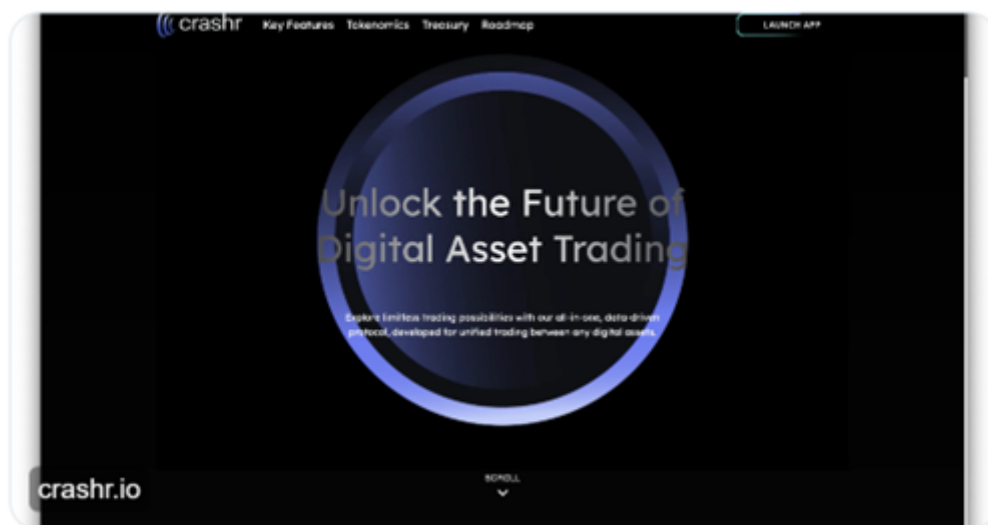 crashr Key Features Tokenomics Treasury Roadmap LAUNCH APP
Unlock the Future of
Digital Asset Trading
Explore limitless trading possibilities with our all-in-one, data-driven
protocol, developed for unified trading between any digital assets.
SCROLL
crashr.io